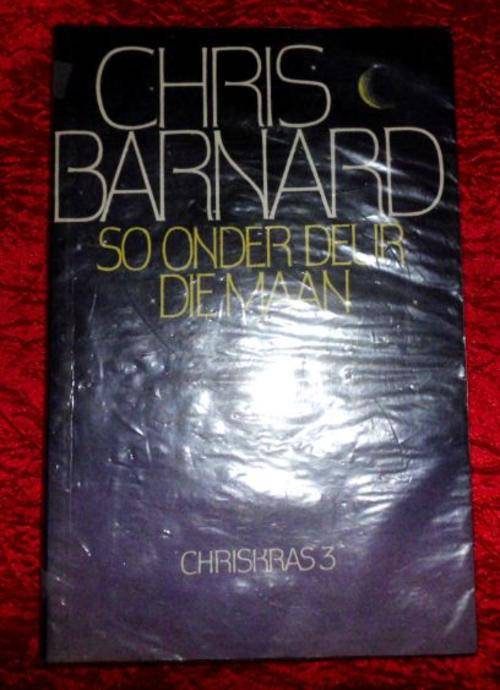 CHRIS
BARNARD
SO ONDER DEUR
DIE MAAN
CHRISKRAS 3